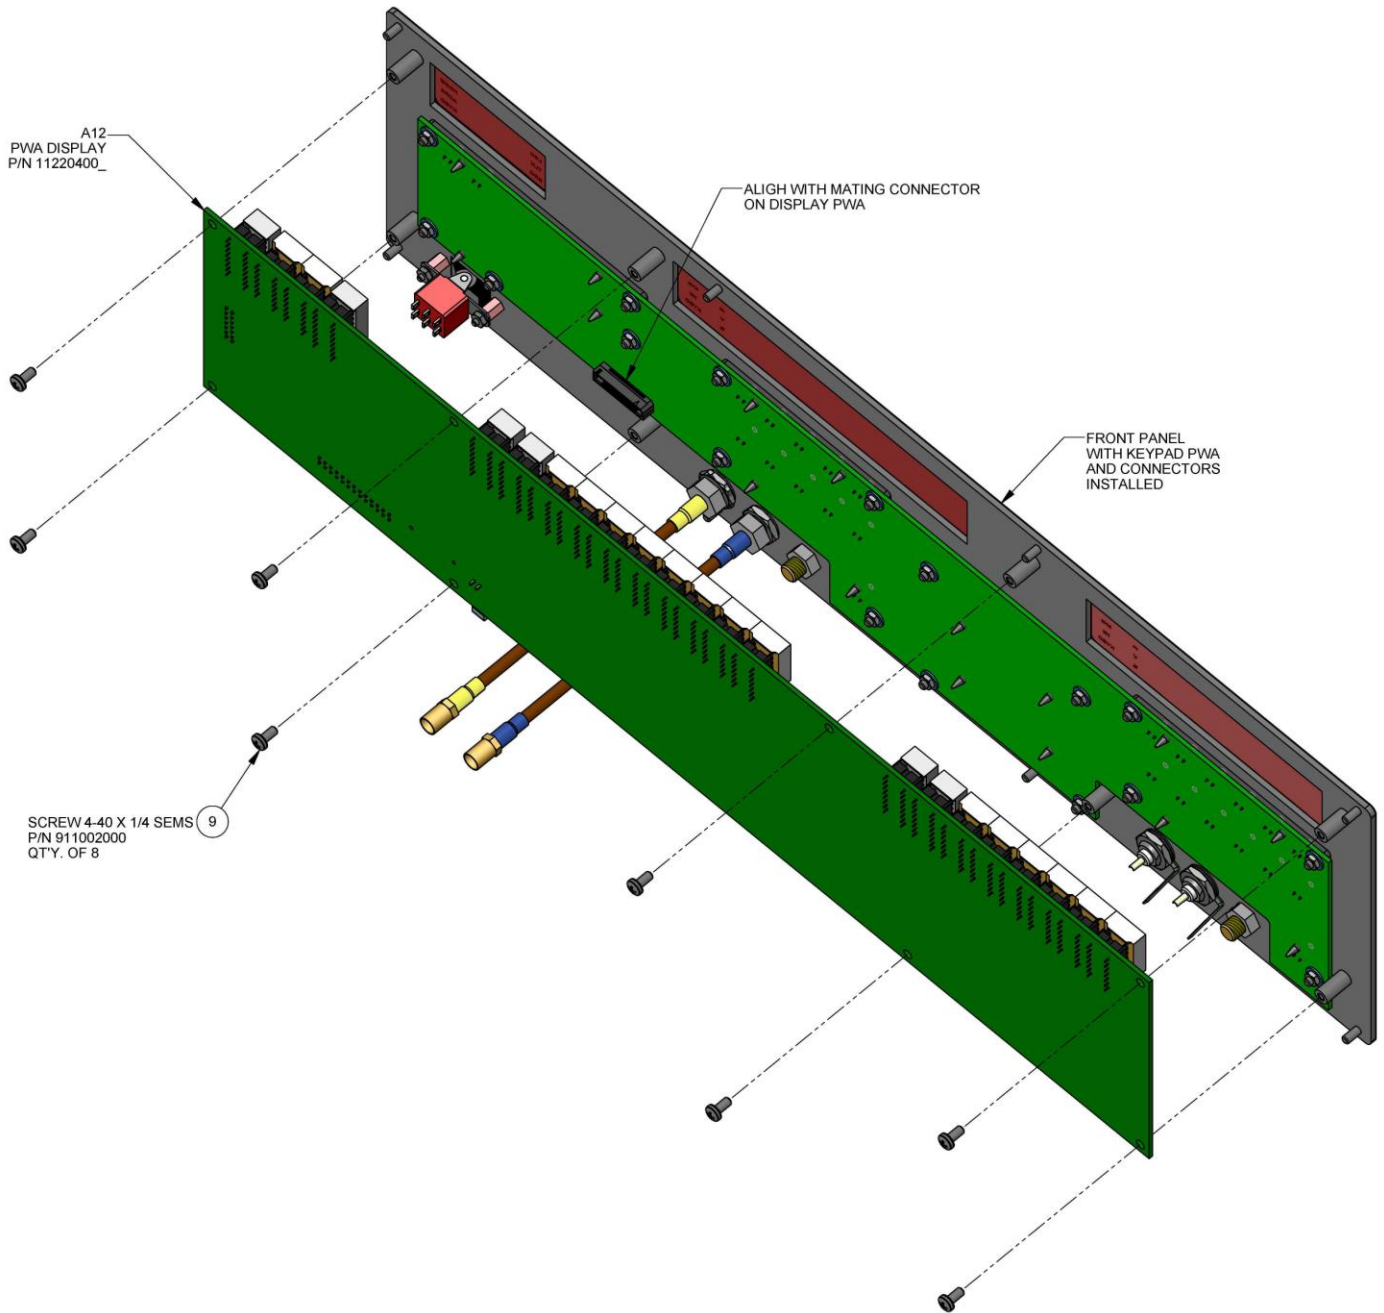 A12
PWA DISPLAY
P/N 11220400_
ALIGH WITH MATING CONNECTOR
ON DISPLAY PWA
FRONT PANEL
WITH KEYPAD PWA
AND CONNECTORS
INSTALLED
SCREW 4-40 X 1/4 SEMS 9
P/N 911002000
QT'Y. OF 8